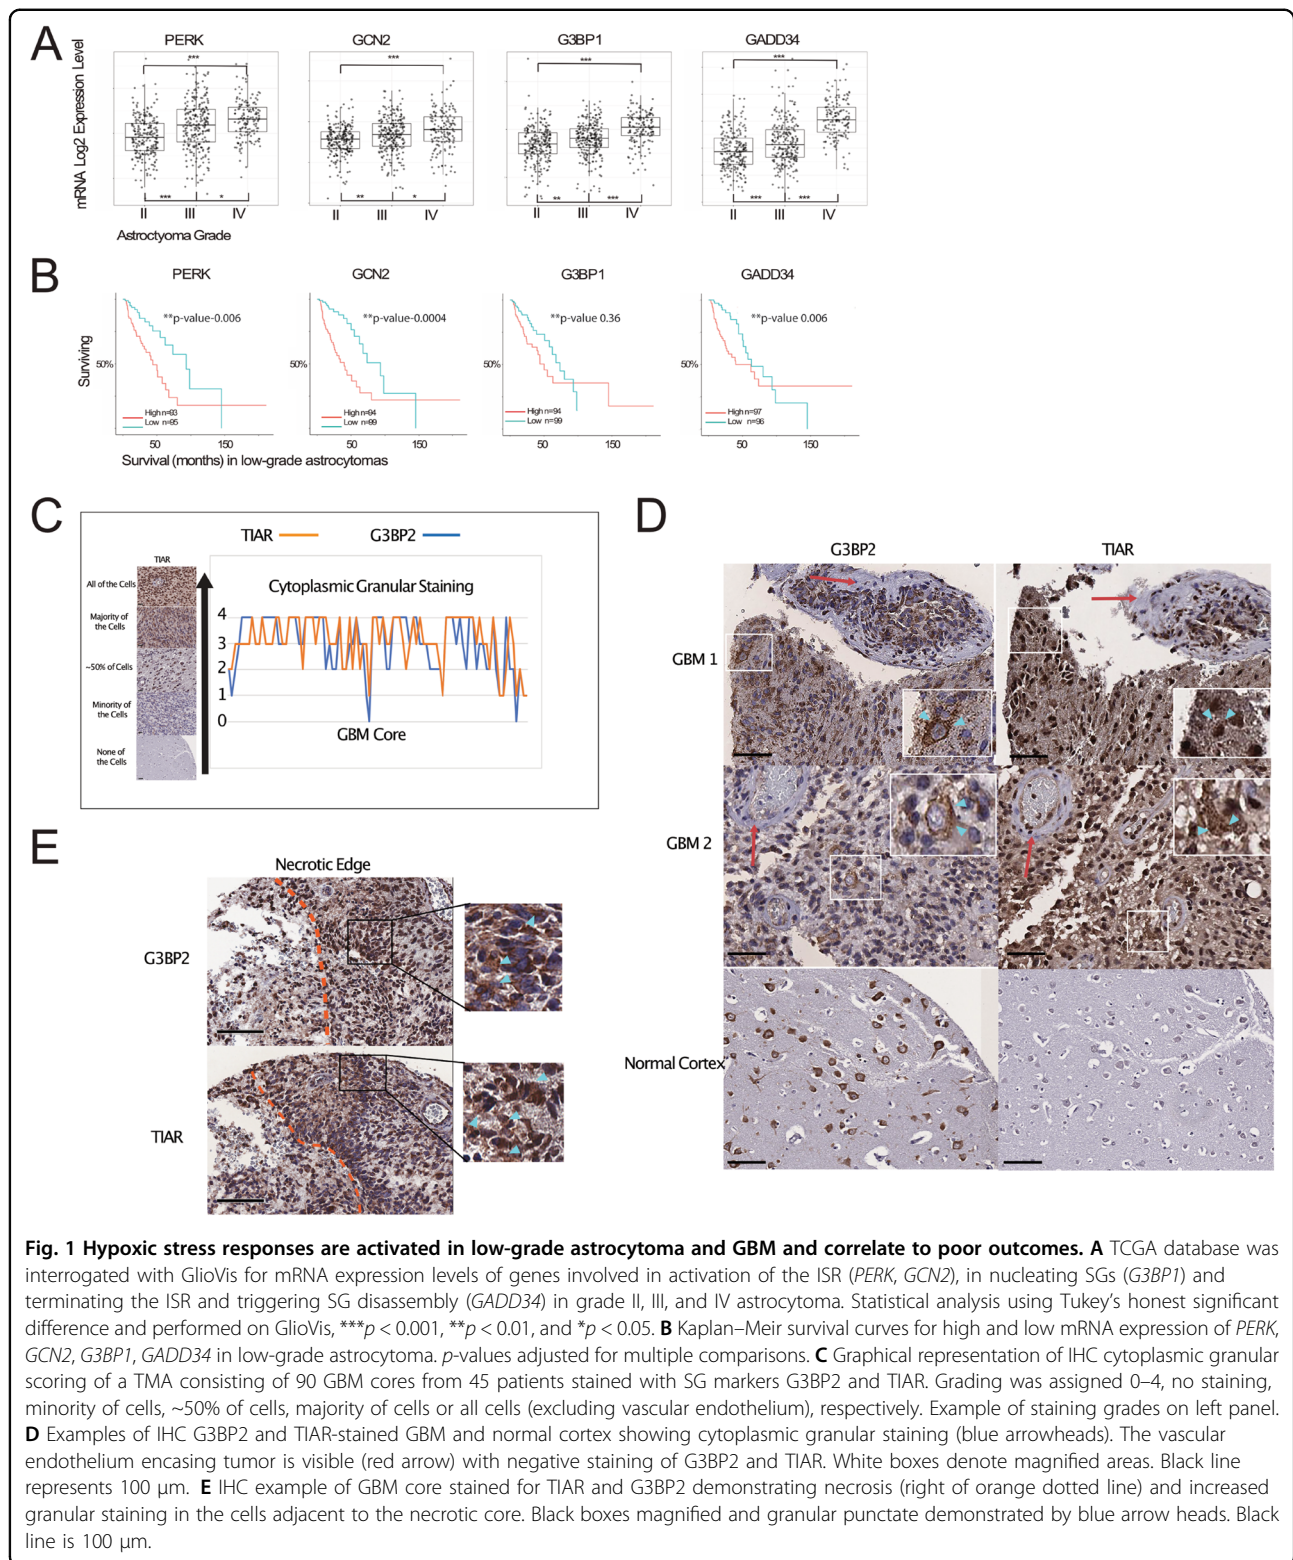 A
PERK
GCN2
G3BP1
GADD34
mRNA Log2 Expression Level
***
***
***
***
*** *
** *
** ***
*** ***
II III IV
II III IV
II III IV
II III IV
Astroctyoma Grade
B
PERK
GCN2
G3BP1
GADD34
Surviving
**p-value-0.006
**p-value-0.0004
**p-value 0.36
**p-value 0.006
50%
50%
50%
50%
High n=93
Low n=95
High n=94
Low n=99
High n=94
Low n=99
High n=97
Low n=96
50 150
50 150
50 150
50 150
Survival (months) in low-grade astrocytomas
C
TIAR
G3BP2
TIAR
All of the Cells
Majority of
the Cells
~50% of Cells
Minority of
the Cells
None of
the Cells
Cytoplasmic Granular Staining
4
3
2
1
0
GBM Core
D
G3BP2
TIAR
GBM 1
GBM 2
Normal Cortex
E
Necrotic Edge
G3BP2
TIAR
Fig. 1 Hypoxic stress responses are activated in low-grade astrocytoma and GBM and correlate to poor outcomes. A TCGA database was
interrogated with GlioVis for mRNA expression levels of genes involved in activation of the ISR (PERK, GCN2), in nucleating SGs (G3BP1) and
terminating the ISR and triggering SG disassembly (GADD34) in grade II, III, and IV astrocytoma. Statistical analysis using Tukey's honest significant
difference and performed on GlioVis, ***p < 0.001, **p < 0.01, and *p < 0.05. B Kaplan–Meir survival curves for high and low mRNA expression of PERK,
GCN2, G3BP1, GADD34 in low-grade astrocytoma. p-values adjusted for multiple comparisons. C Graphical representation of IHC cytoplasmic granular
scoring of a TMA consisting of 90 GBM cores from 45 patients stained with SG markers G3BP2 and TIAR. Grading was assigned 0–4, no staining,
minority of cells, ~50% of cells, majority of cells or all cells (excluding vascular endothelium), respectively. Example of staining grades on left panel.
D Examples of IHC G3BP2 and TIAR-stained GBM and normal cortex showing cytoplasmic granular staining (blue arrowheads). The vascular
endothelium encasing tumor is visible (red arrow) with negative staining of G3BP2 and TIAR. White boxes denote magnified areas. Black line
represents 100 μm. E IHC example of GBM core stained for TIAR and G3BP2 demonstrating necrosis (right of orange dotted line) and increased
granular staining in the cells adjacent to the necrotic core. Black boxes magnified and granular punctate demonstrated by blue arrow heads. Black
line is 100 μm.